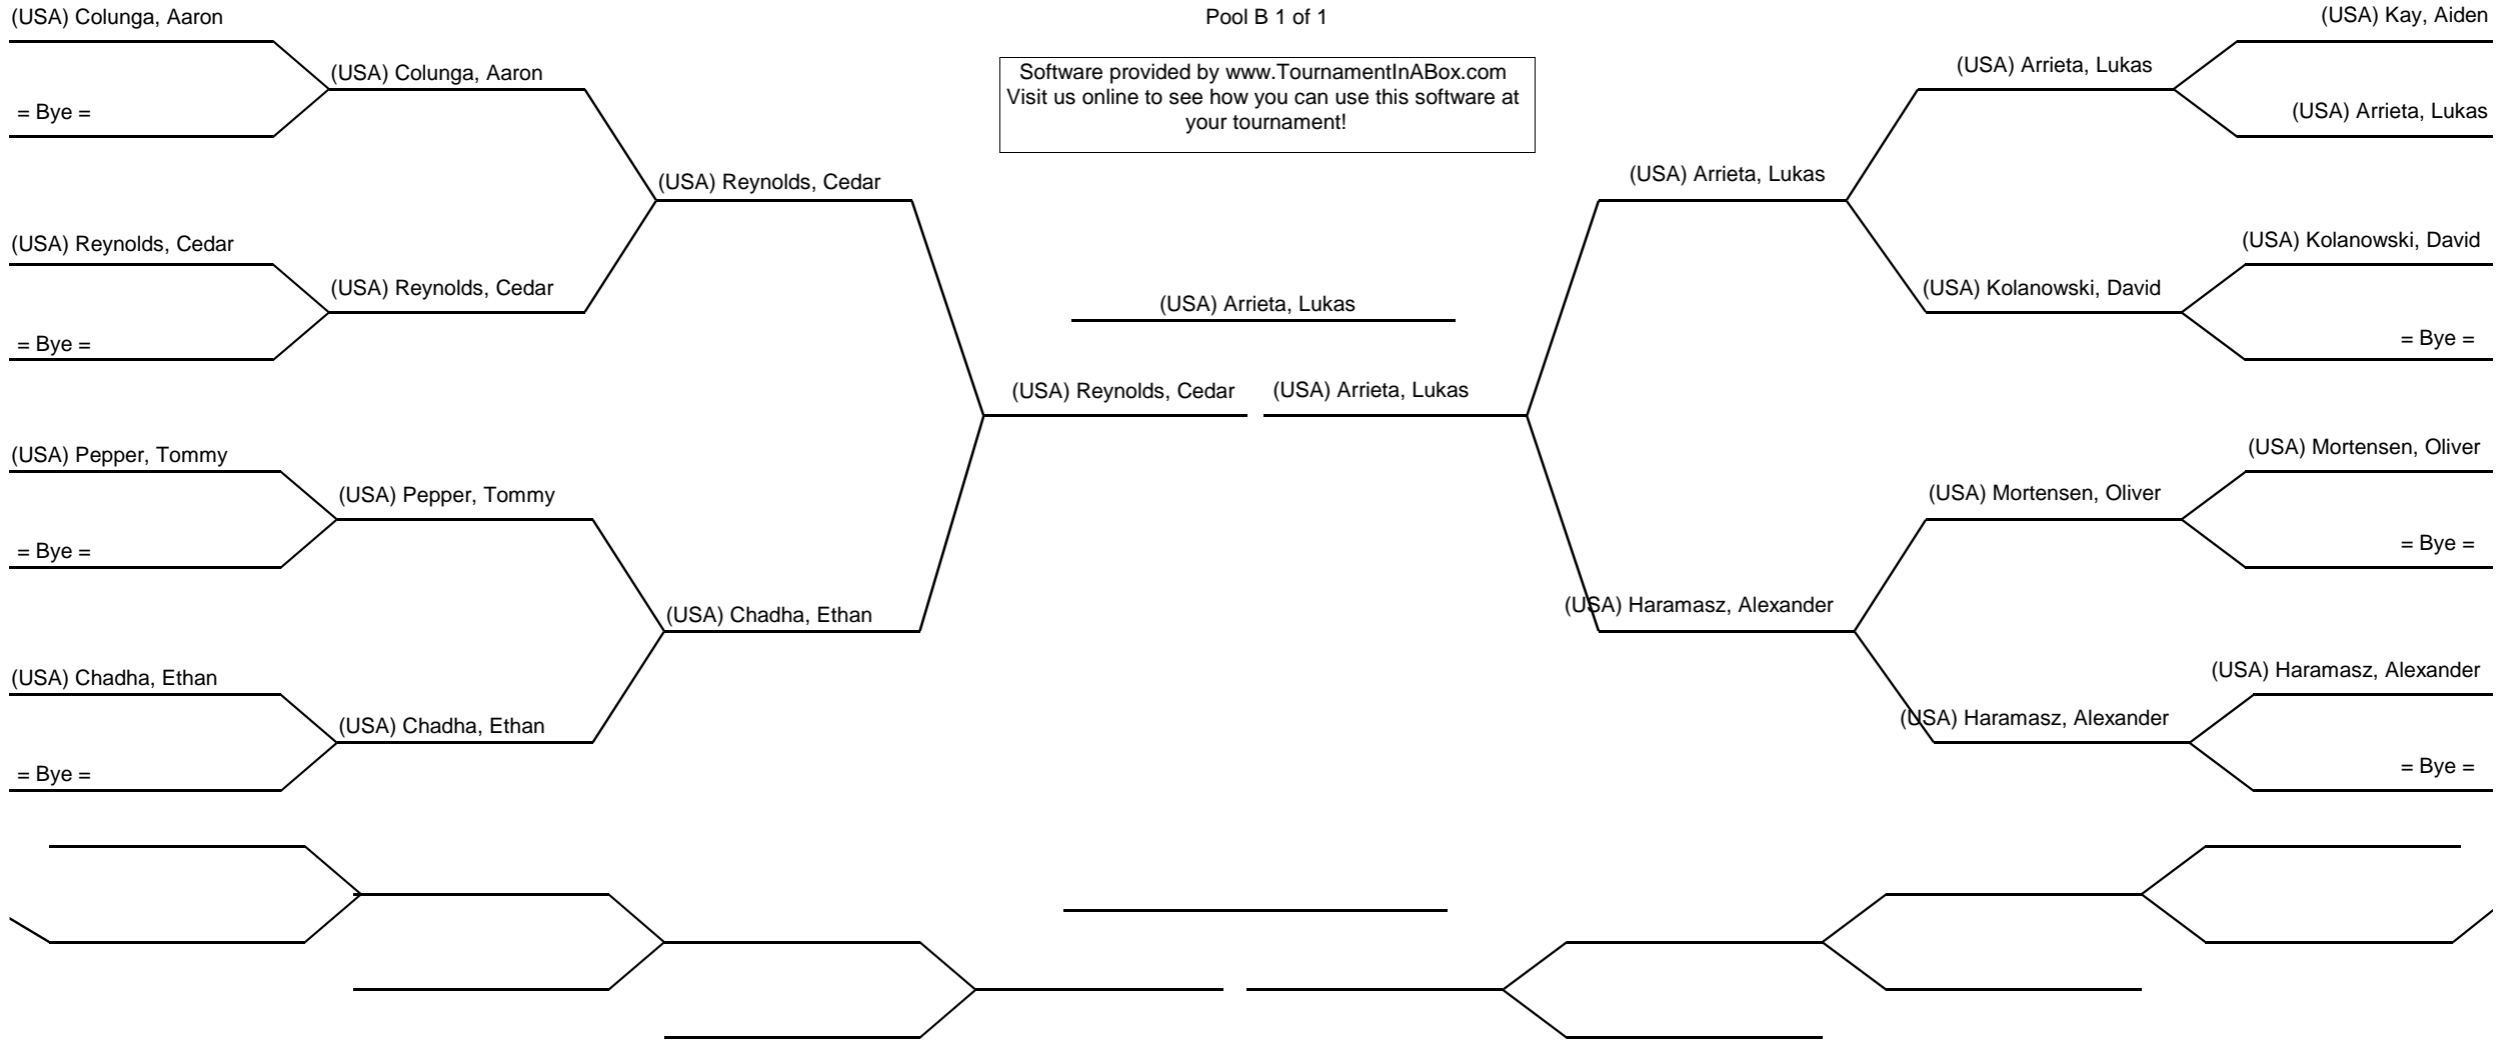 (USA) Colunga, Aaron
Pool B 1 of 1
(USA) Kay, Aiden
(USA) Colunga, Aaron
Software provided by www.TournamentInABox.com
Visit us online to see how you can use this software at
your tournament!
(USA) Arrieta, Lukas
= Bye =
(USA) Arrieta, Lukas
(USA) Reynolds, Cedar
(USA) Arrieta, Lukas
(USA) Reynolds, Cedar
(USA) Kolanowski, David
(USA) Reynolds, Cedar
(USA) Arrieta, Lukas
(USA) Kolanowski, David
= Bye =
= Bye =
(USA) Reynolds, Cedar
(USA) Arrieta, Lukas
(USA) Pepper, Tommy
(USA) Mortensen, Oliver
(USA) Pepper, Tommy
(USA) Mortensen, Oliver
= Bye =
= Bye =
(USA) Chadha, Ethan
(USA) Haramasz, Alexander
(USA) Chadha, Ethan
(USA) Haramasz, Alexander
(USA) Chadha, Ethan
(USA) Haramasz, Alexander
= Bye =
= Bye =